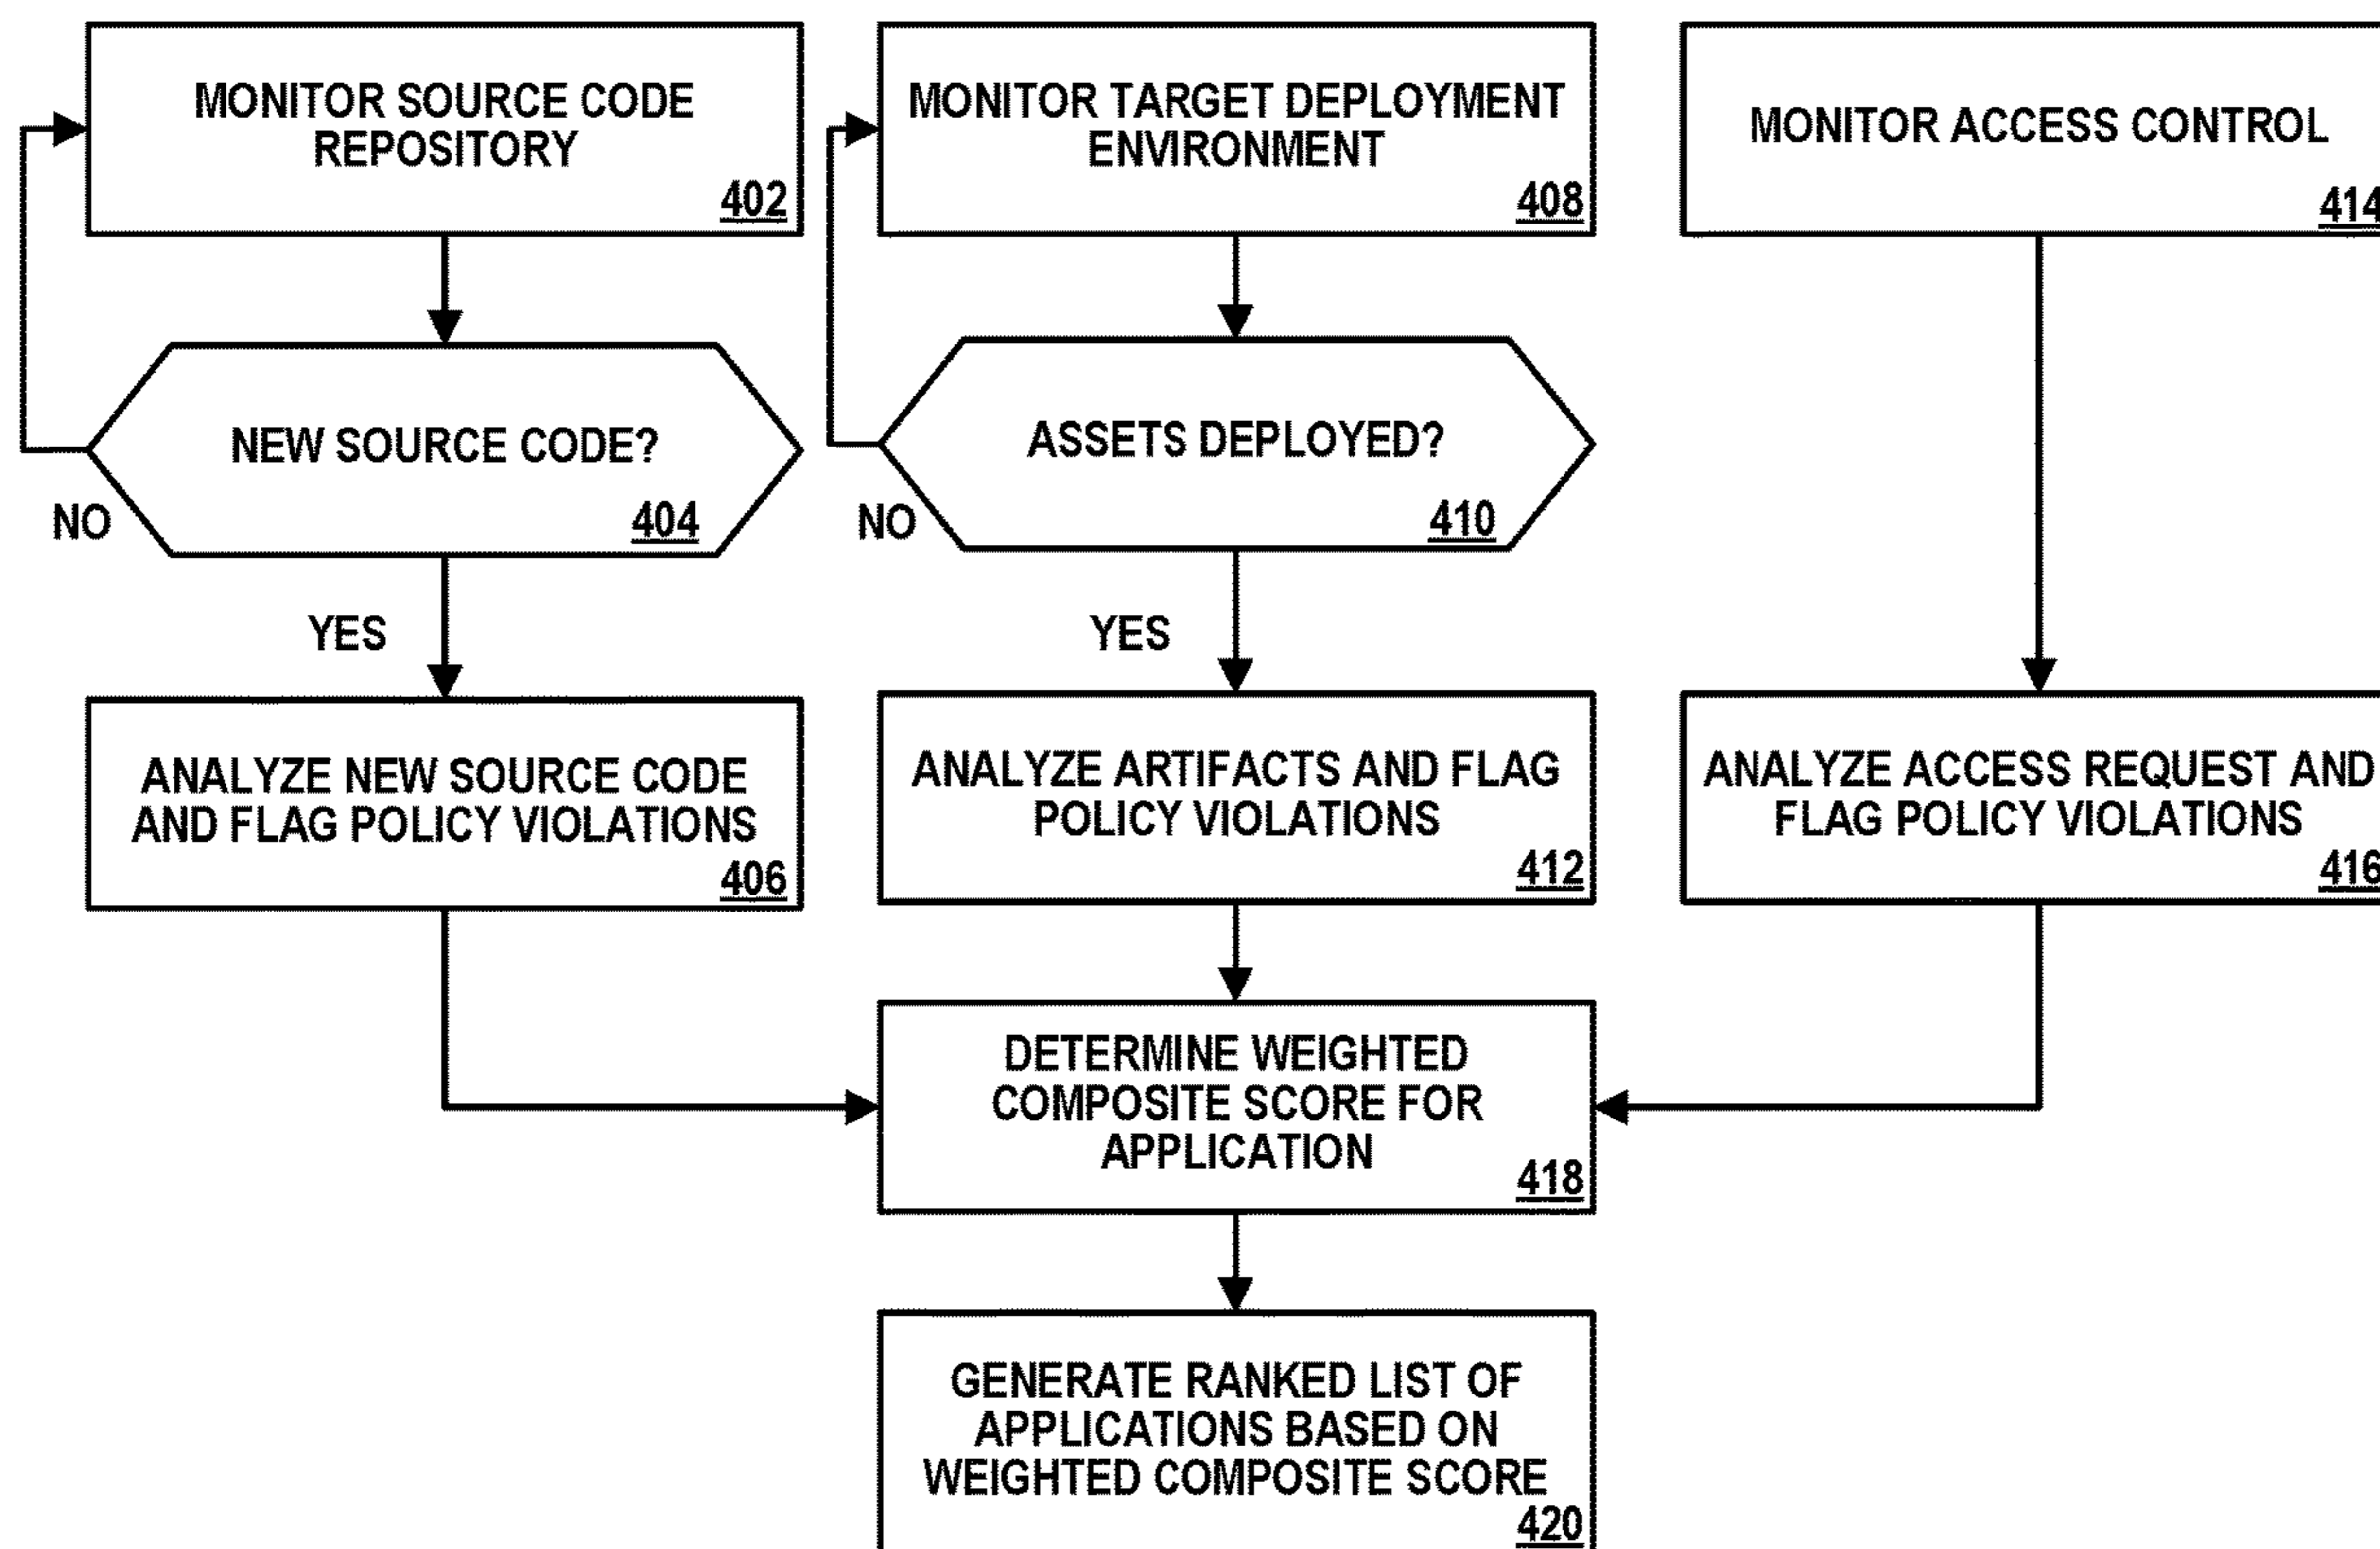 MONITOR SOURCE CODE
REPOSITORY
402
MONITOR TARGET DEPLOYMENT
ENVIRONMENT
408
MONITOR ACCESS CONTROL
414
NEW SOURCE CODE?
404
NO
ASSETS DEPLOYED?
410
NO
YES
YES
ANALYZE NEW SOURCE CODE
AND FLAG POLICY VIOLATIONS
406
ANALYZE ARTIFACTS AND FLAG
POLICY VIOLATIONS
412
ANALYZE ACCESS REQUEST AND
FLAG POLICY VIOLATIONS
416
DETERMINE WEIGHTED
COMPOSITE SCORE FOR
APPLICATION
418
GENERATE RANKED LIST OF
APPLICATIONS BASED ON
WEIGHTED COMPOSITE SCORE
420